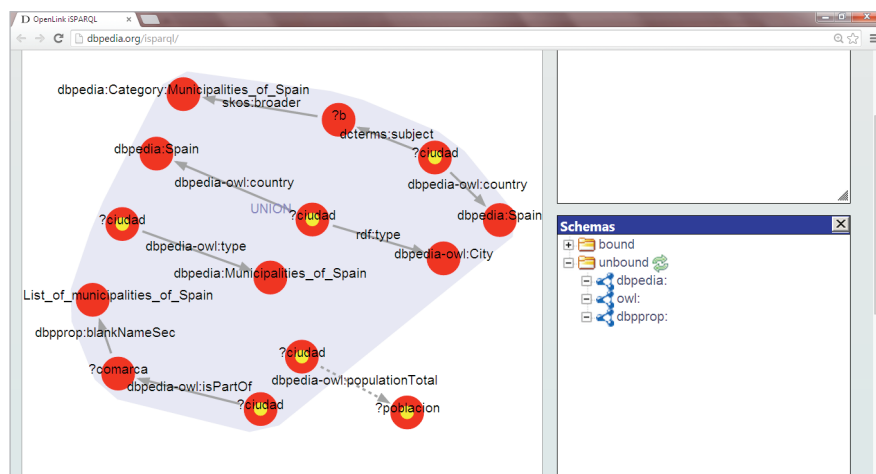 OpenLink iSPARQL
dbpedia.org/isparql/
dbpedia:Category:Municipalities_of_Spain
skos:broader
?b
dcterms:subject
dbpedia:Spain
?ciudad
dbpedia-owl:country
dbpedia-owl:country
UNION
?ciudad
?ciudad
dbpedia:Spain
rdf:type
dbpedia-owl:type
dbpedia-owl:City
dbpedia:Municipalities_of_Spain
List_of_municipalities_of_Spain
dbpprop:blankNameSec
?ciudad
?comarca
dbpedia-owl:populationTotal
dbpedia-owl:isPartOf
?ciudad
?poblacion
Schemas
bound
unbound
dbpedia:
owl:
dbpprop: